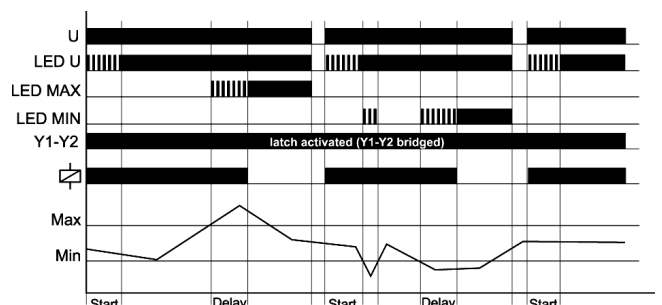 U
LED U
LED MAX
LED MIN
Y1-Y2
latch activated (Y1-Y2 bridged)
Max
Min
Start Delay Start Delay Start